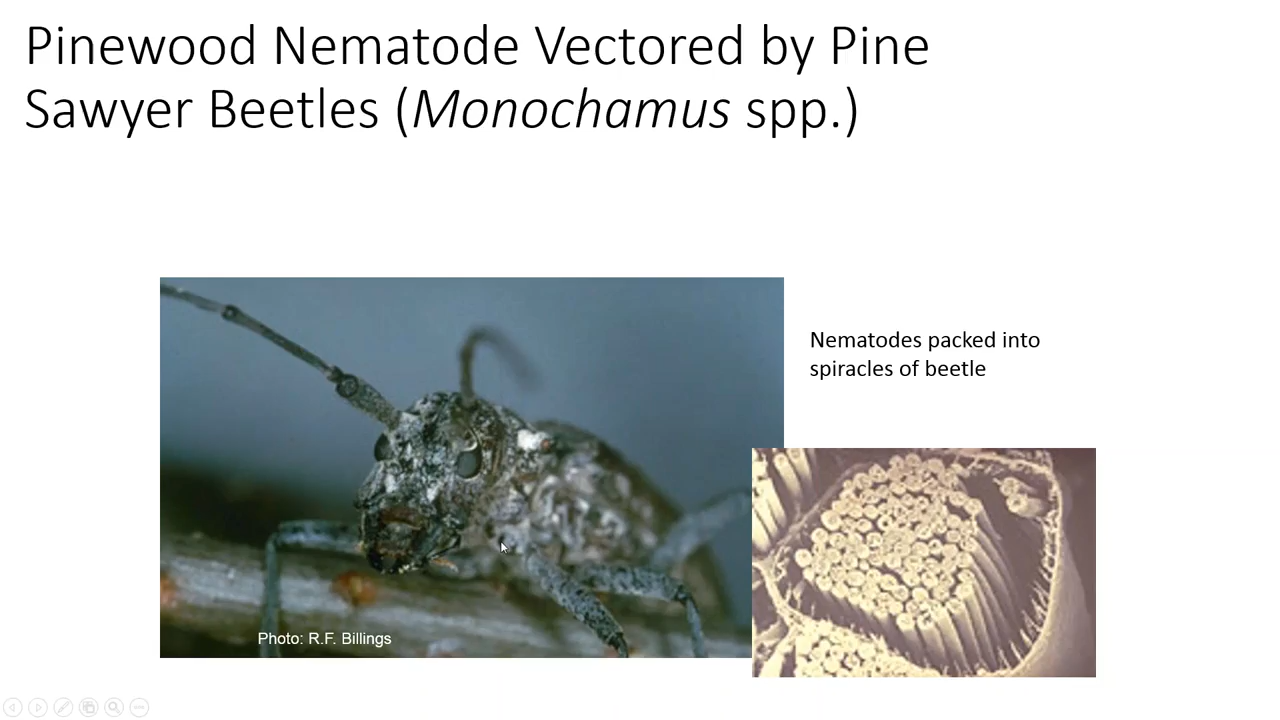 Pinewood Nematode Vectored by Pine
Sawyer Beetles (Monochamus spp.)
Nematodes packed into
spiracles of beetle
Photo: R.F. Billings